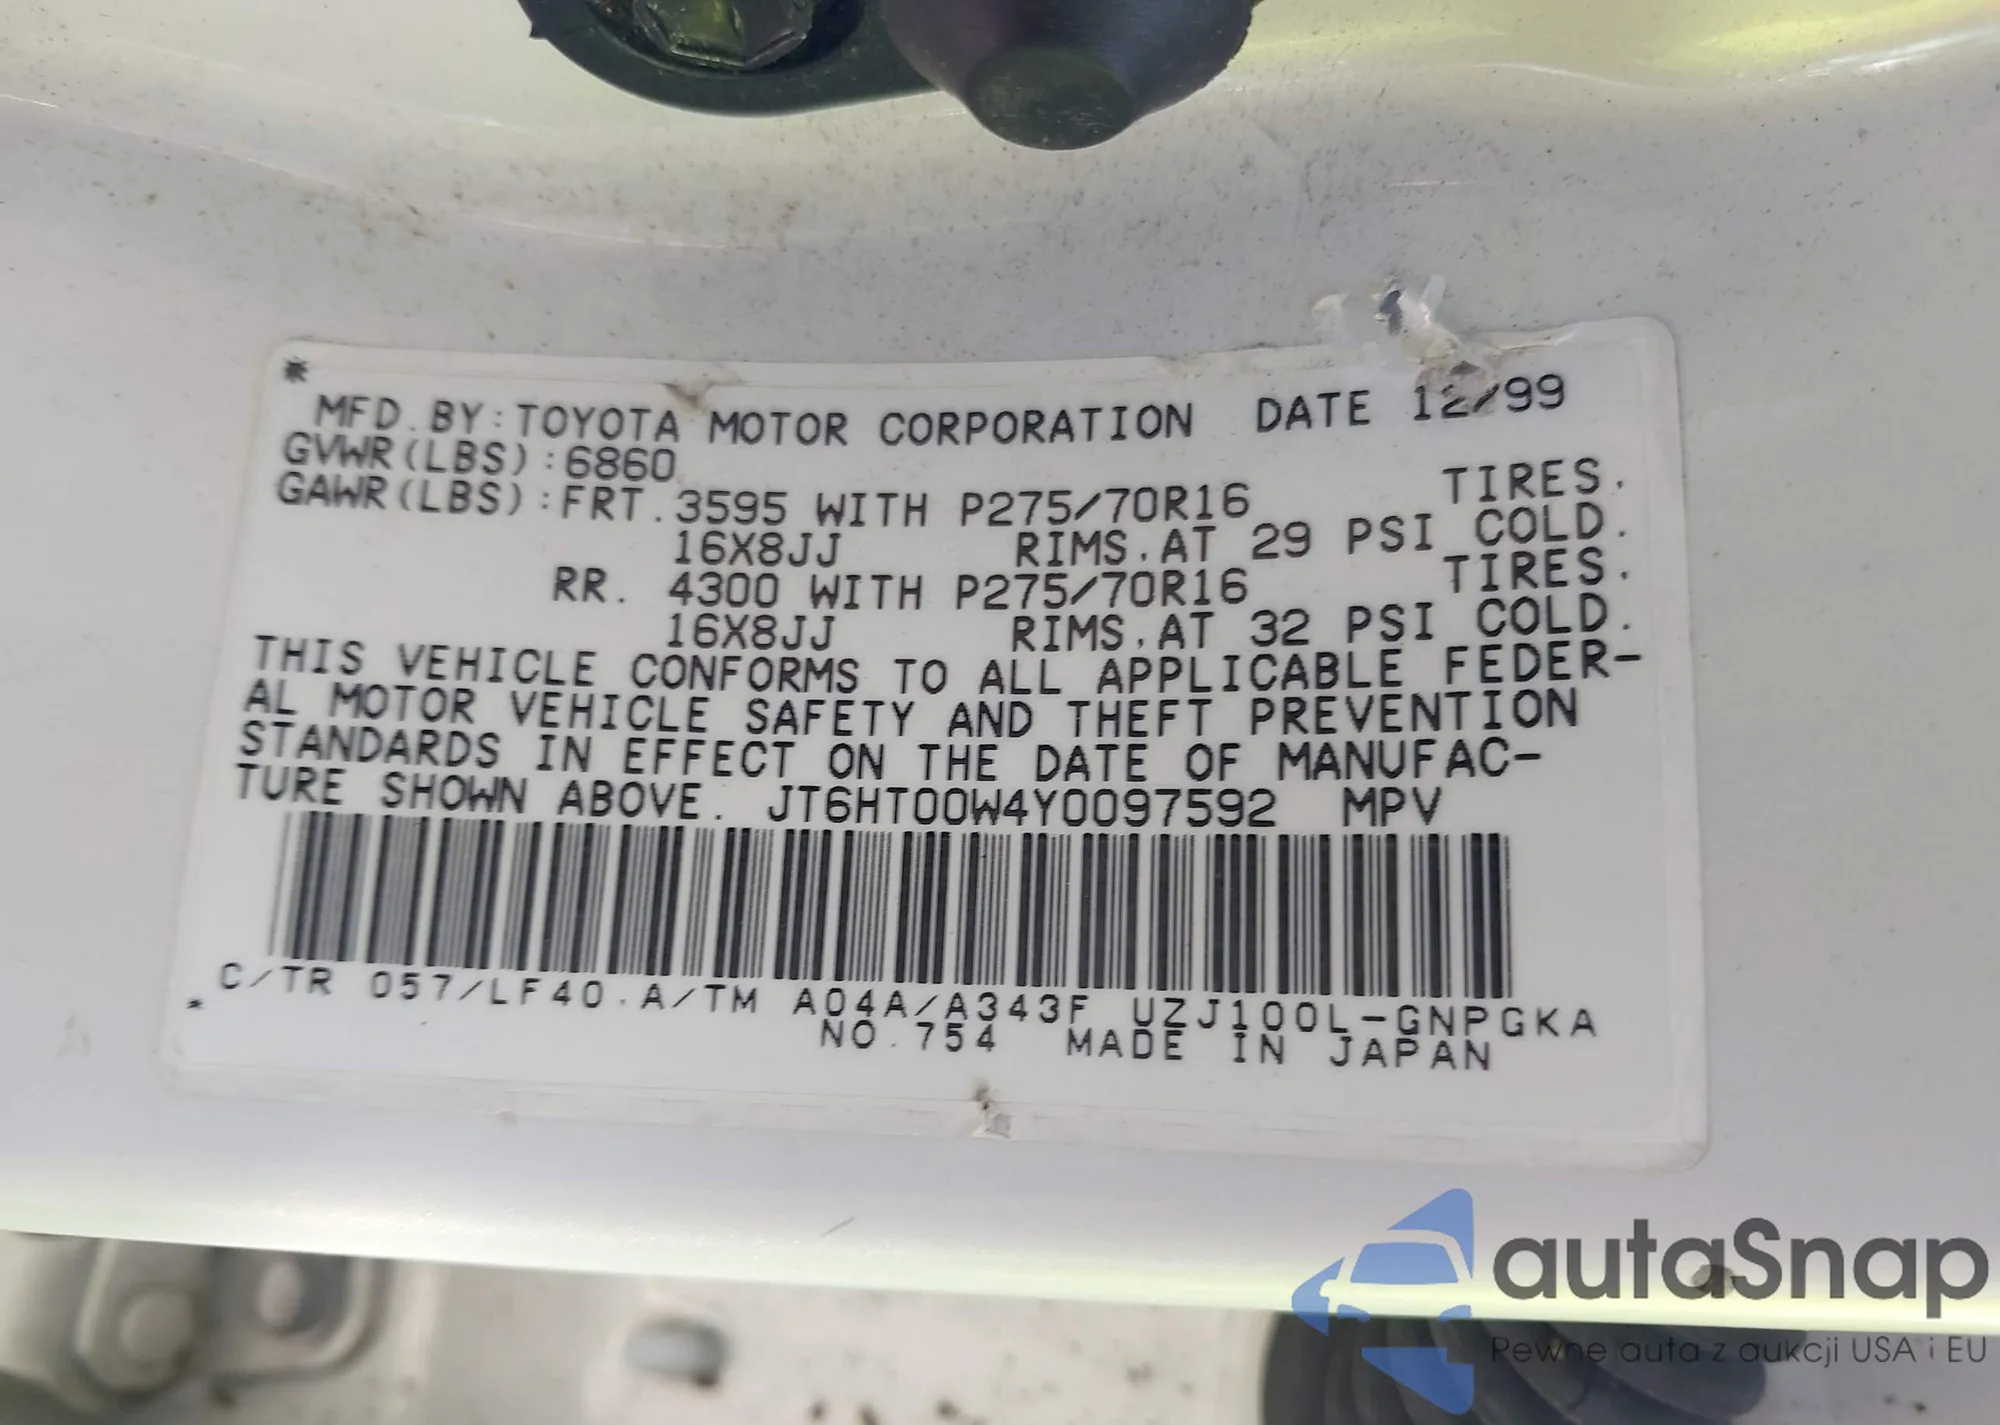 *
MFD.BY:TOYOTA MOTOR CORPORATION DATE 12/99
GVWR(LBS):6860
GAWR(LBS):FRT.3595 WITH P275/70R16 TIRES.
16X8JJ RIMS.AT 29 PSI COLD.
RR. 4300 WITH P275/70R16 TIRES.
16X8JJ RIMS.AT 32 PSI COLD.
THIS VEHICLE CONFORMS TO ALL APPLICABLE FEDER-
AL MOTOR VEHICLE SAFETY AND THEFT PREVENTION
STANDARDS IN EFFECT ON THE DATE OF MANUFAC-
TURE SHOWN ABOVE. JT6HT00W4Y0097592 MPV
C/TR 057/LF40.A/TM A04A/A343F UZJ100L-GNPGKA
* NO.754 MADE IN JAPAN
autaSnap
Pewne auta z aukcji USA i EU